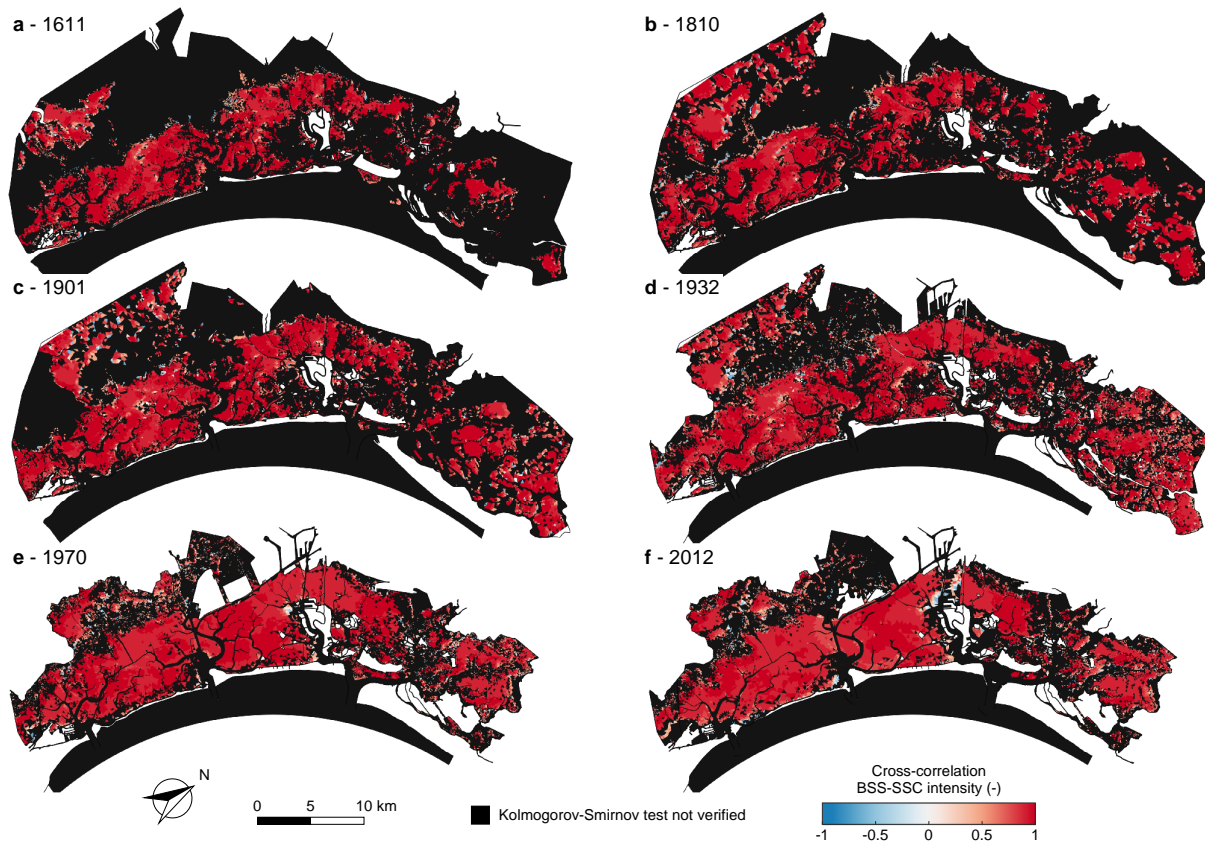 a - 1611
b - 1810
c - 1901
d - 1932
e - 1970
f - 2012
N
0 5 10 km
Kolmogorov-Smirnov test not verified
Cross-correlation
BSS-SSC intensity (-)
-1 -0.5 0 0.5 1